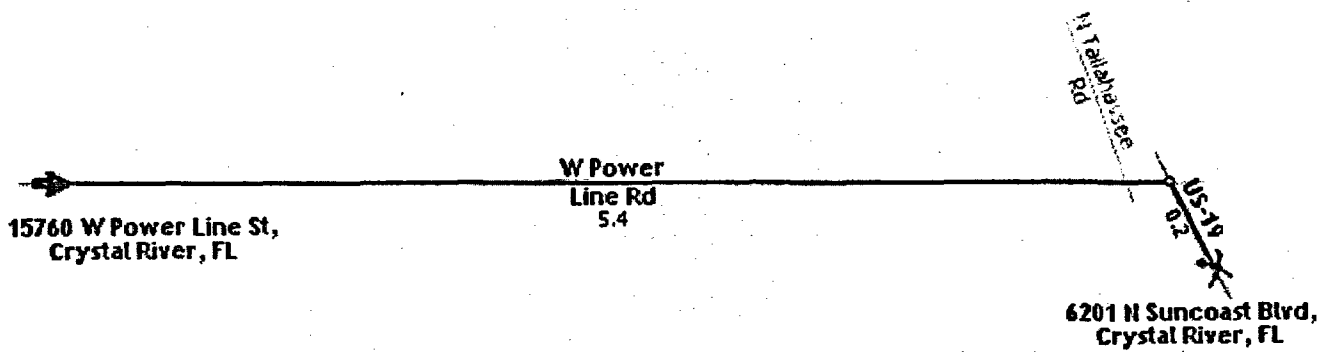 N Tallahassee
Rd
W Power
Line Rd
5.4
US-19
0.2
15760 W Power Line St,
Crystal River, FL
6201 N Suncoast Blvd,
Crystal River, FL